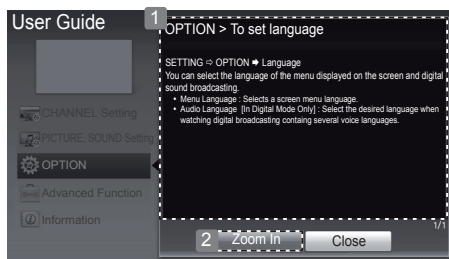 User Guide
1
OPTION > To set language
SETTING ⇨ OPTION ➡ Language
You can select the language of the menu displayed on the screen and digital
sound broadcasting.
• Menu Language : Selects a screen menu language.
• Audio Language [In Digital Mode Only] : Select the desired language when
watching digital broadcasting containg several voice languages.
CHANNEL Setting
PICTURE, SOUND Setting
OPTION
Advanced Function
Information
1/1
2
Zoom In
Close